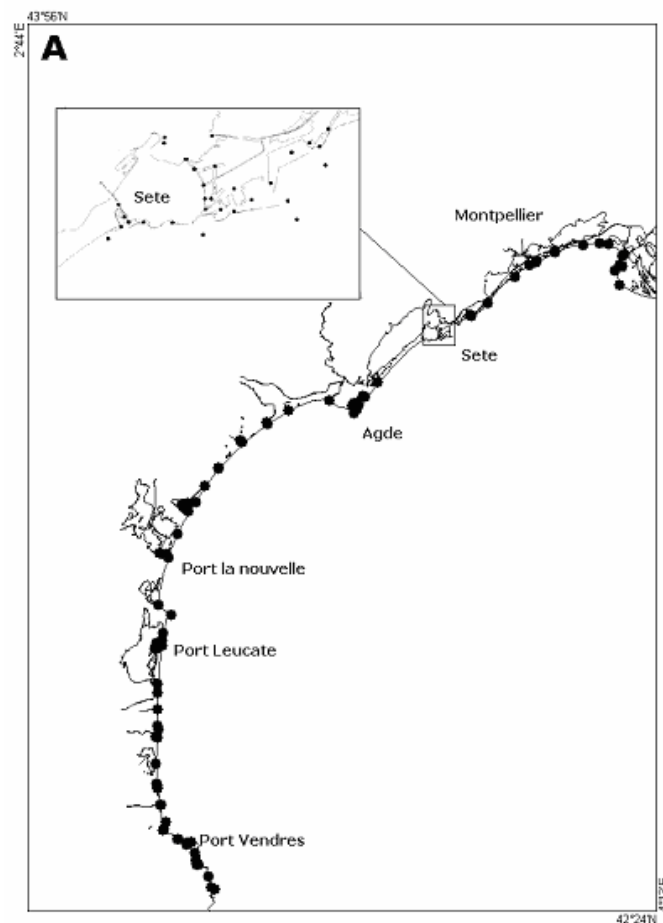 43°56'N
2°44'E
A
Sete
Montpellier
Sete
Agde
Port la nouvelle
Port Leucate
Port Vendres
42°24'N